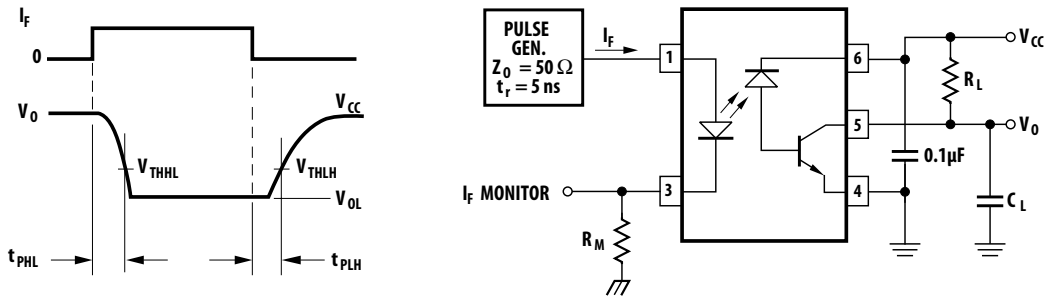 I_F
0
V_O
V_CC
V_THHL
V_THLH
V_OL
t_PHL
t_PLH
PULSE
GEN.
Z_O = 50 Ω
t_r = 5 ns
I_F
1
6
V_CC
R_L
5
V_O
0.1µF
I_F MONITOR
3
4
C_L
R_M